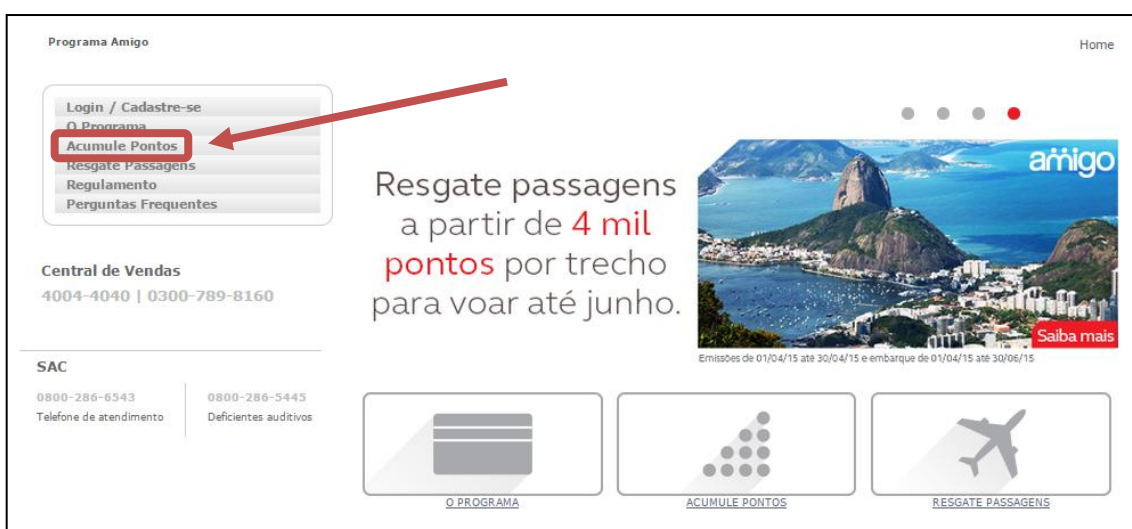 Programa Amigo
Home
Login / Cadastre-se
O Programa
Acumule Pontos
Resgate Passagens
Regulamento
Perguntas Frequentes
Central de Vendas
4004-4040 | 0300-789-8160
SAC
0800-286-6543
Telefone de atendimento
0800-286-5445
Deficientes auditivos
Resgate passagens
a partir de 4 mil
pontos por trecho
para voar até junho.
amigo
Saiba mais
Emissões de 01/04/15 até 30/04/15 e embarque de 01/04/15 até 30/06/15
O PROGRAMA
ACUMULE PONTOS
RESGATE PASSAGENS